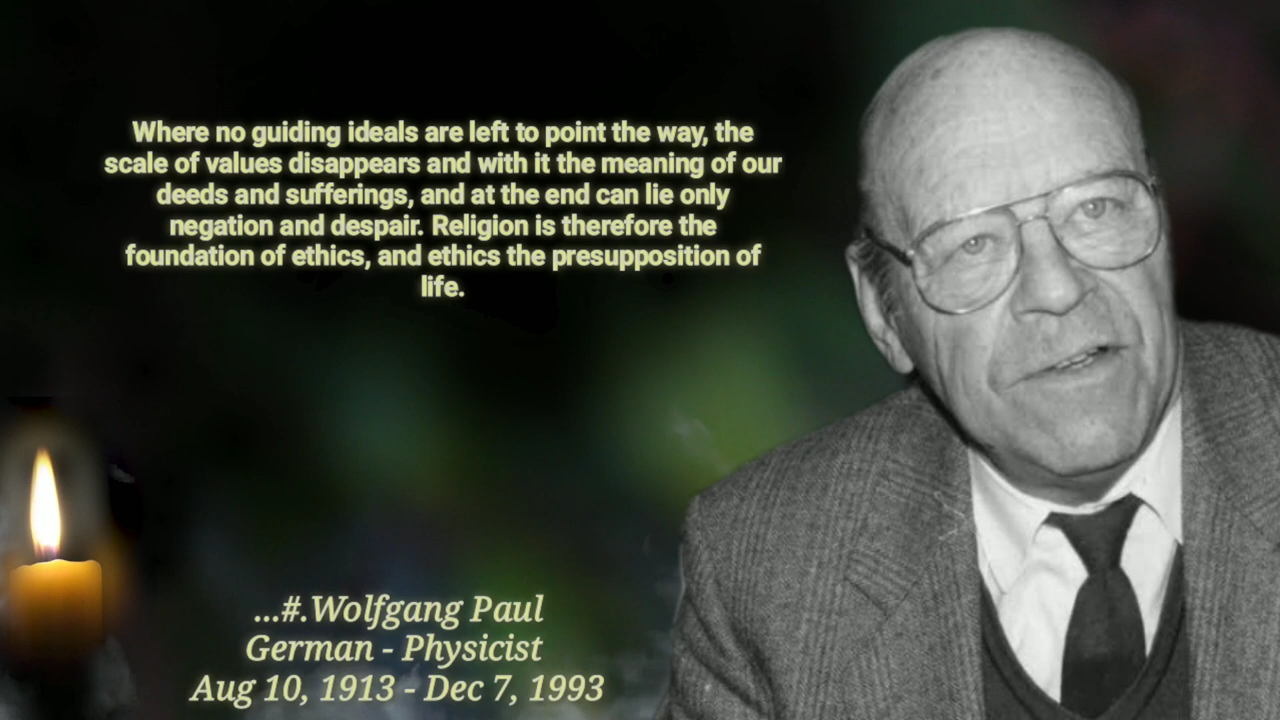 Where no guiding ideals are left to point the way, the
scale of values disappears and with it the meaning of our
deeds and sufferings, and at the end can lie only
negation and despair. Religion is therefore the
foundation of ethics, and ethics the presupposition of
life.
...#.Wolfgang Paul
German - Physicist
Aug 10, 1913 - Dec 7, 1993